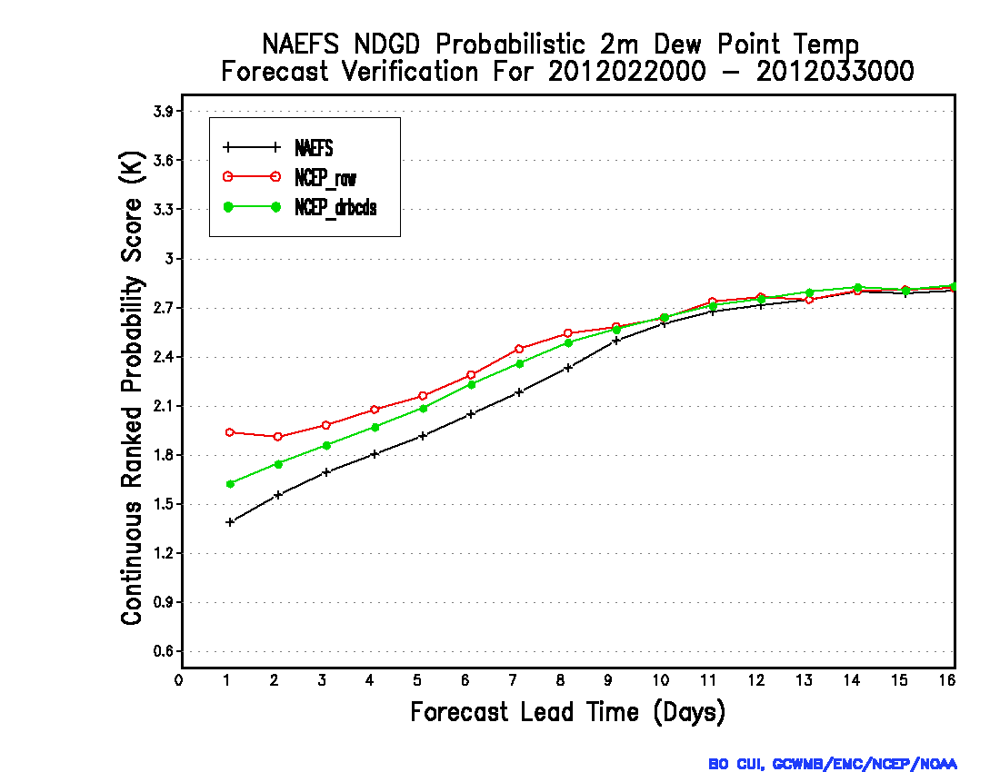 NAEFS NDGD Probabilistic 2m Dew Point Temp
Forecast Verification For 2012022000 – 2012033000
Continuous Ranked Probability Score (K)
3.9
3.6
3.3
3
2.7
2.4
2.1
1.8
1.5
1.2
0.9
0.6
NAEFS
NCEP_raw
NCEP_drbcds
0 1 2 3 4 5 6 7 8 9 10 11 12 13 14 15 16
Forecast Lead Time (Days)
BO CUI, GCWMB/EMC/NCEP/NOAA